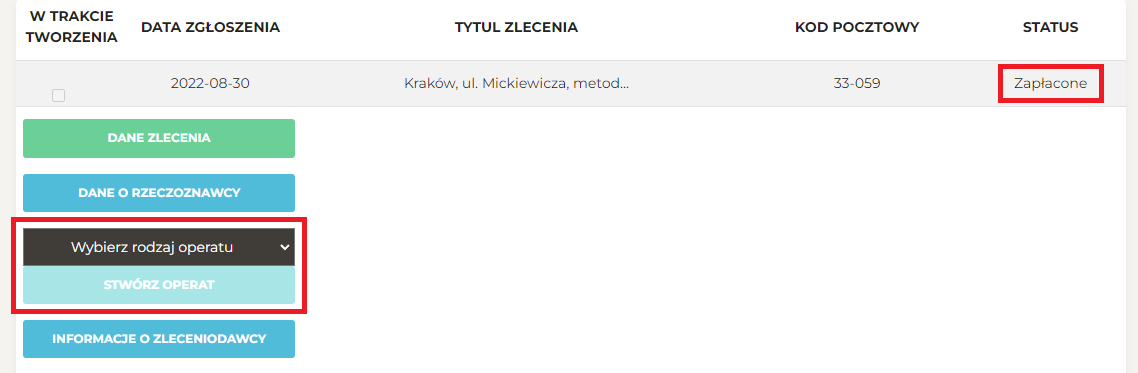 W TRAKCIE
TWORZENIA
DATA ZGŁOSZENIA
TYTUŁ ZLECENIA
KOD POCZTOWY
STATUS
2022-08-30
Kraków, ul. Mickiewicza, metod...
33-059
Zapłacone
DANE ZLECENIA
DANE O RZECZOZNAWCY
Wybierz rodzaj operatu
STWÓRZ OPERAT
INFORMACJE O ZLECENIODAWCY